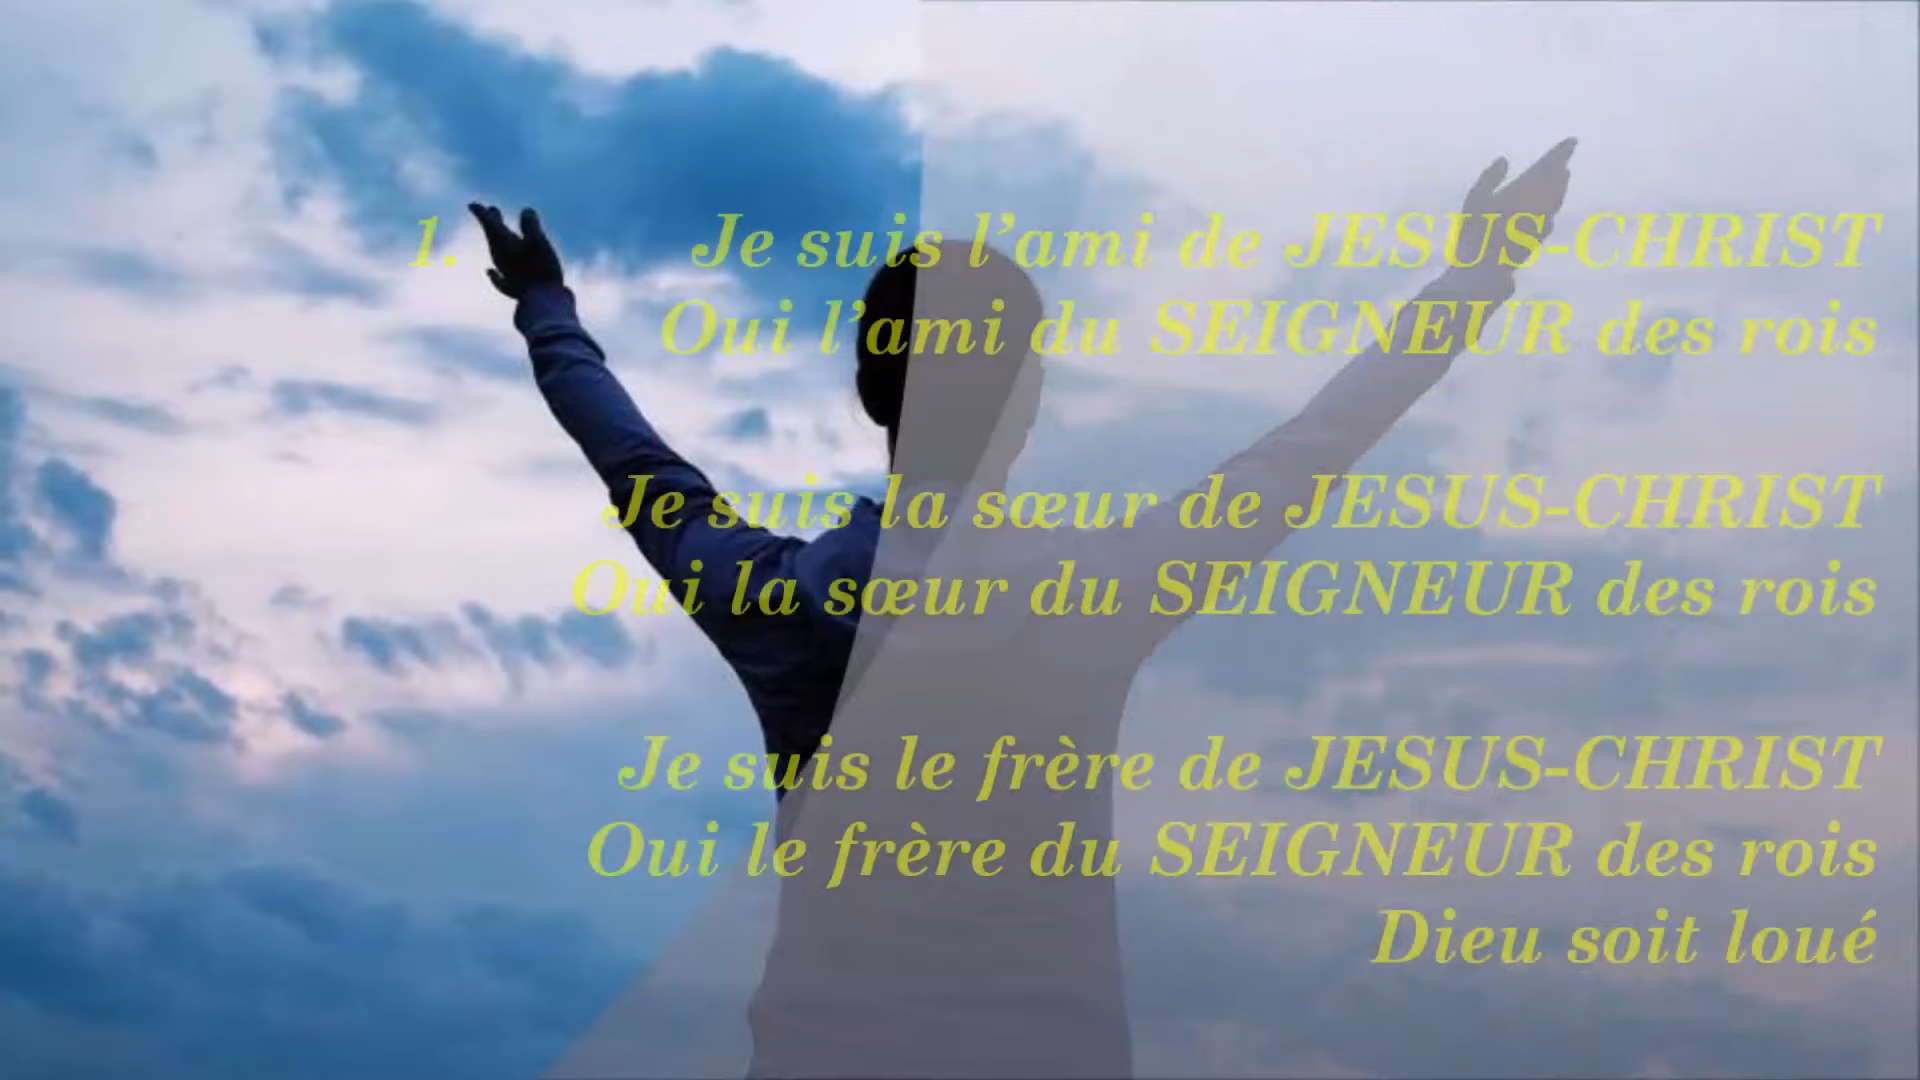 1. Je suis l’ami de JESUS-CHRIST
Oui l’ami du SEIGNEUR des rois
Je suis la sœur de JESUS-CHRIST
Oui la sœur du SEIGNEUR des rois
Je suis le frère de JESUS-CHRIST
Oui le frère du SEIGNEUR des rois
Dieu soit loué